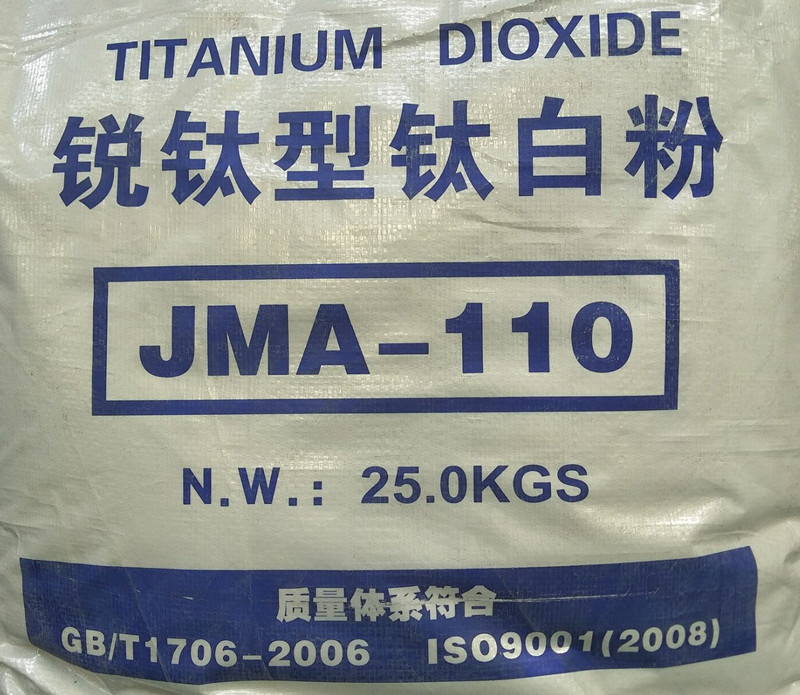 TITANIUM DIOXIDE
锐钛型钛白粉
JMA-110
N.W.: 25.0KGS
质量体系符合
GB/T1706-2006 ISO9001(2008)